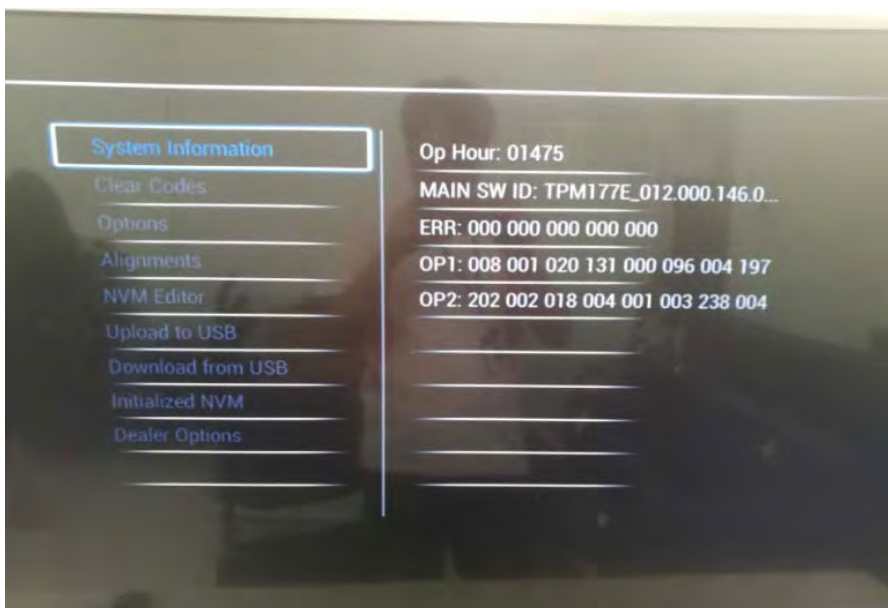 System Information
Clear Codes
Options
Alignments
NVM Editor
Upload to USB
Download from USB
Initialized NVM
Dealer Options
Op Hour: 01475
MAIN SW ID: TPM177E_012.000.146.0...
ERR: 000 000 000 000 000
OP1: 008 001 020 131 000 096 004 197
OP2: 202 002 018 004 001 003 238 004